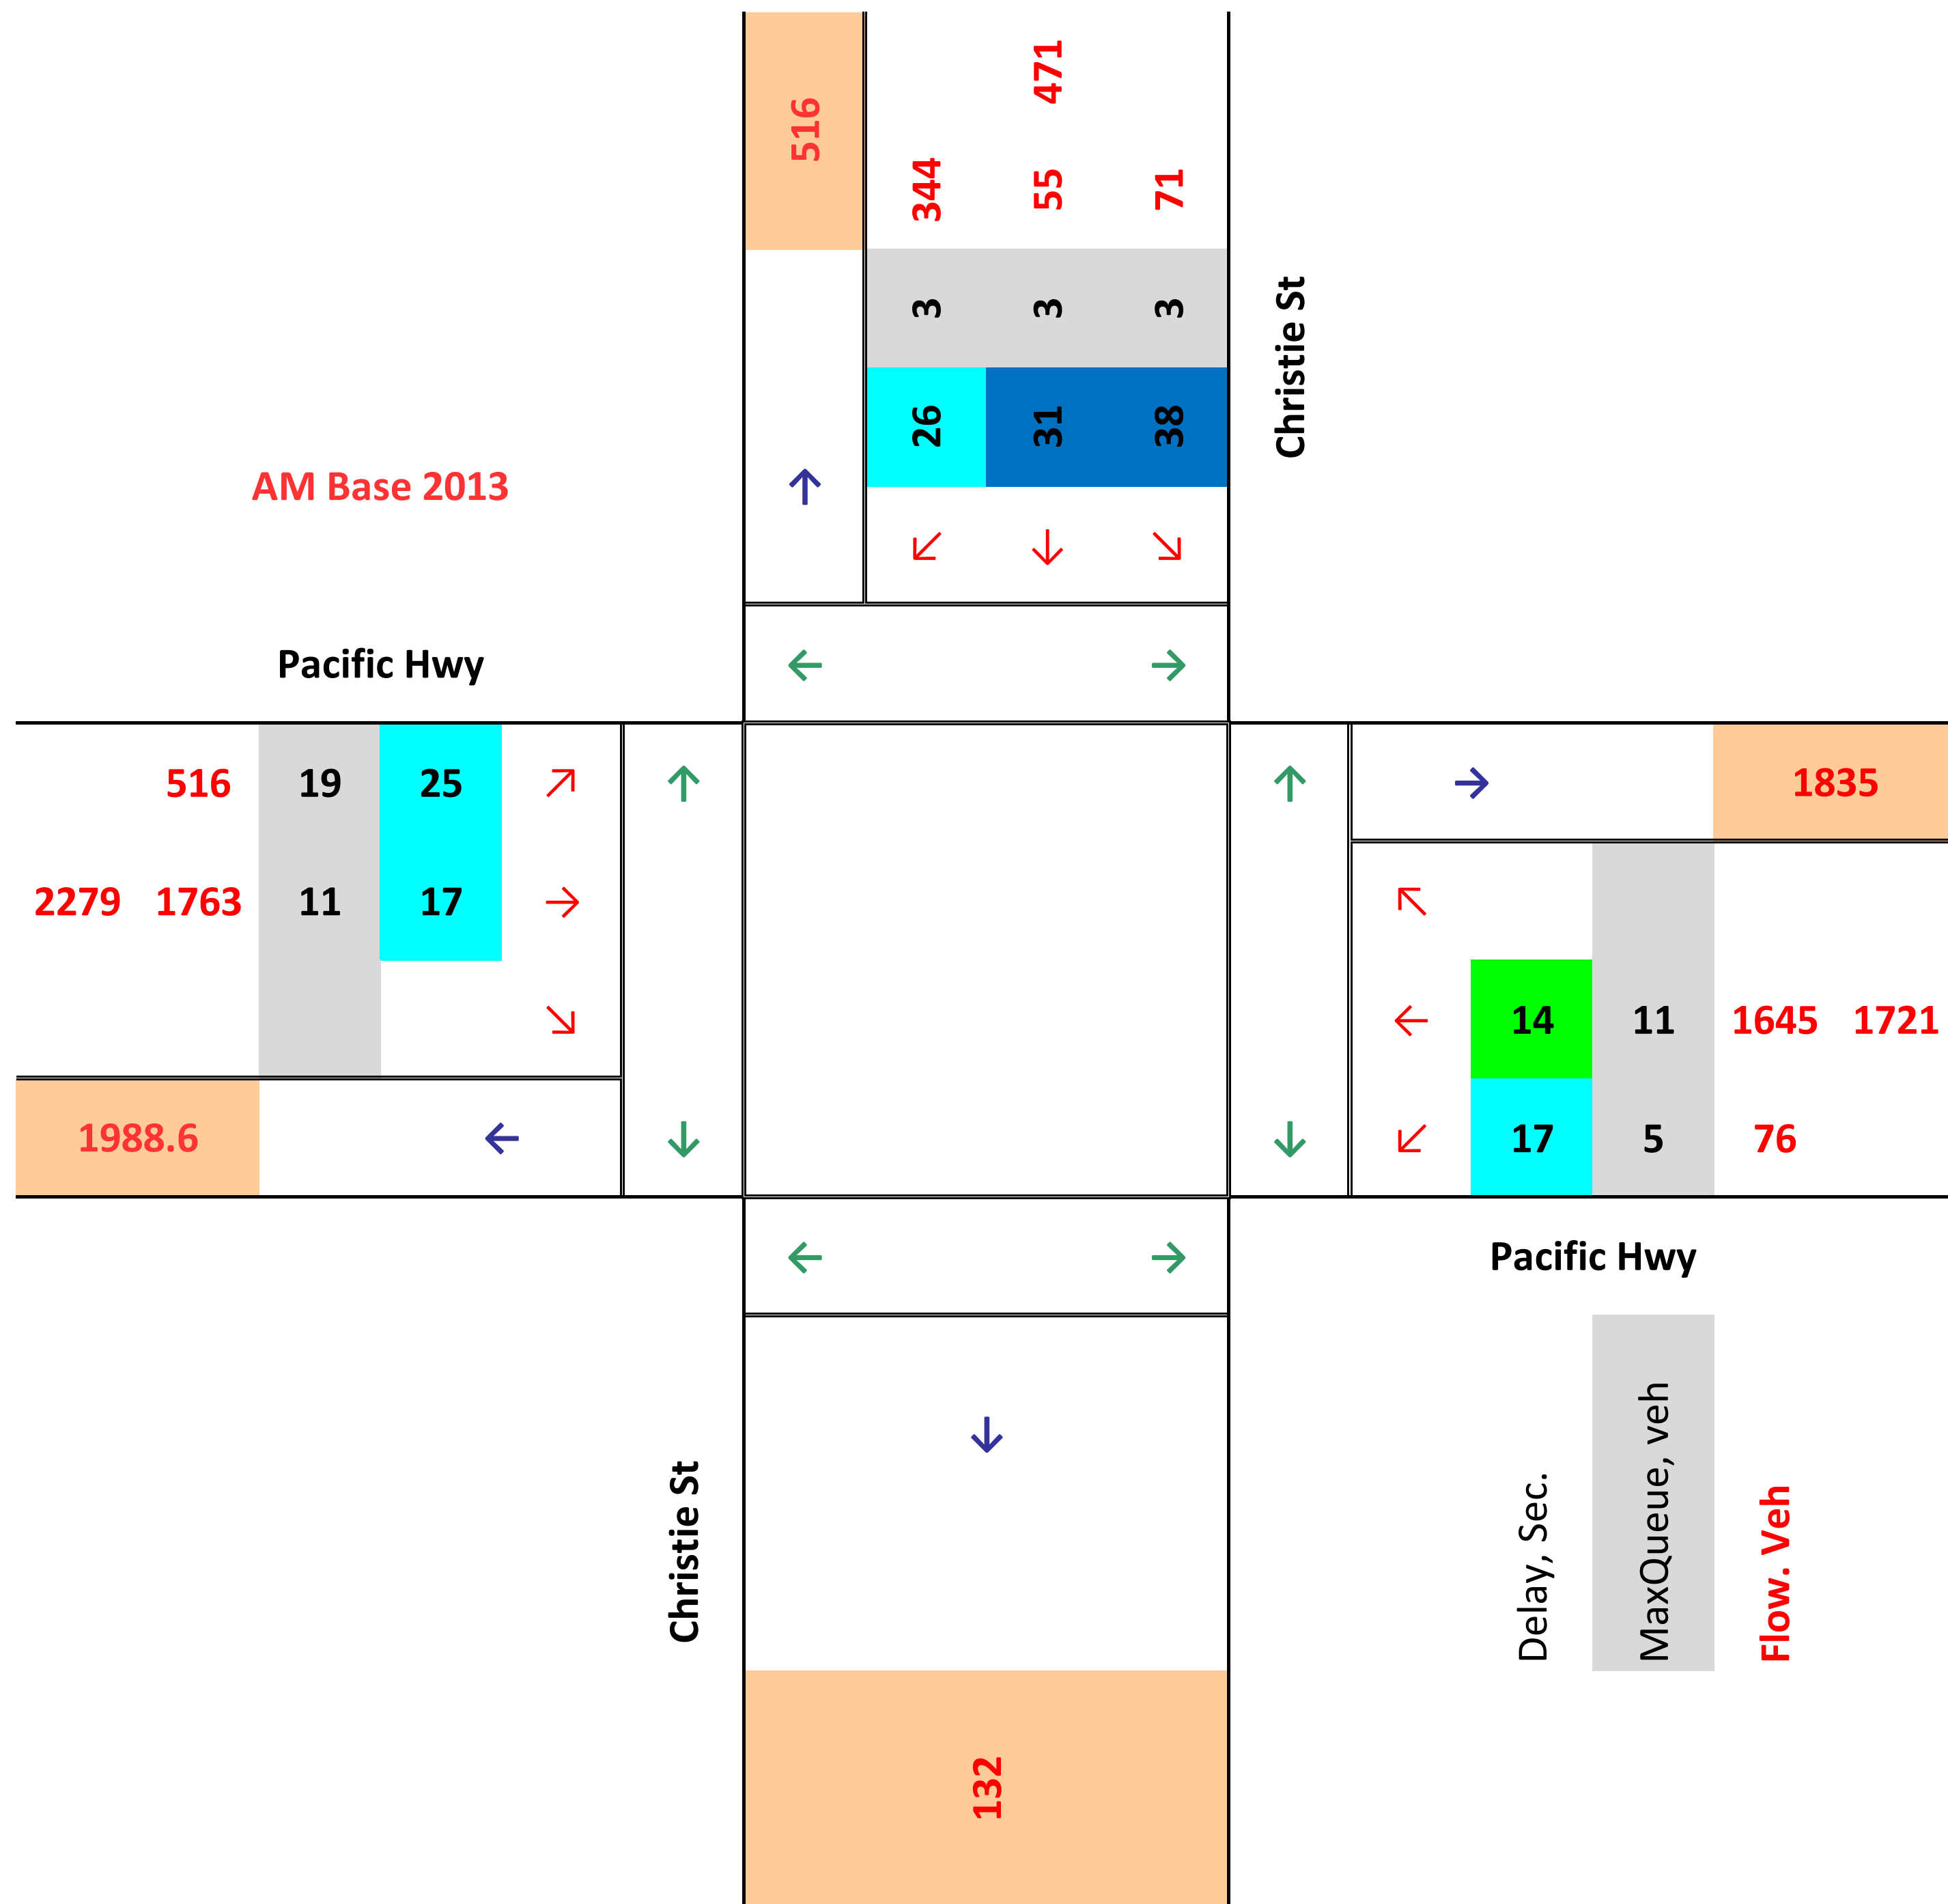 471
516
344 55 71
3 3 3
26 31 38
Christie St
AM Base 2013
Pacific Hwy
516 19 25
1835
2279 1763 11 17
14 11 1645 1721
1988.6
17 5 76
Pacific Hwy
Christie St
Delay, Sec.
MaxQueue, veh
Flow. Veh
132